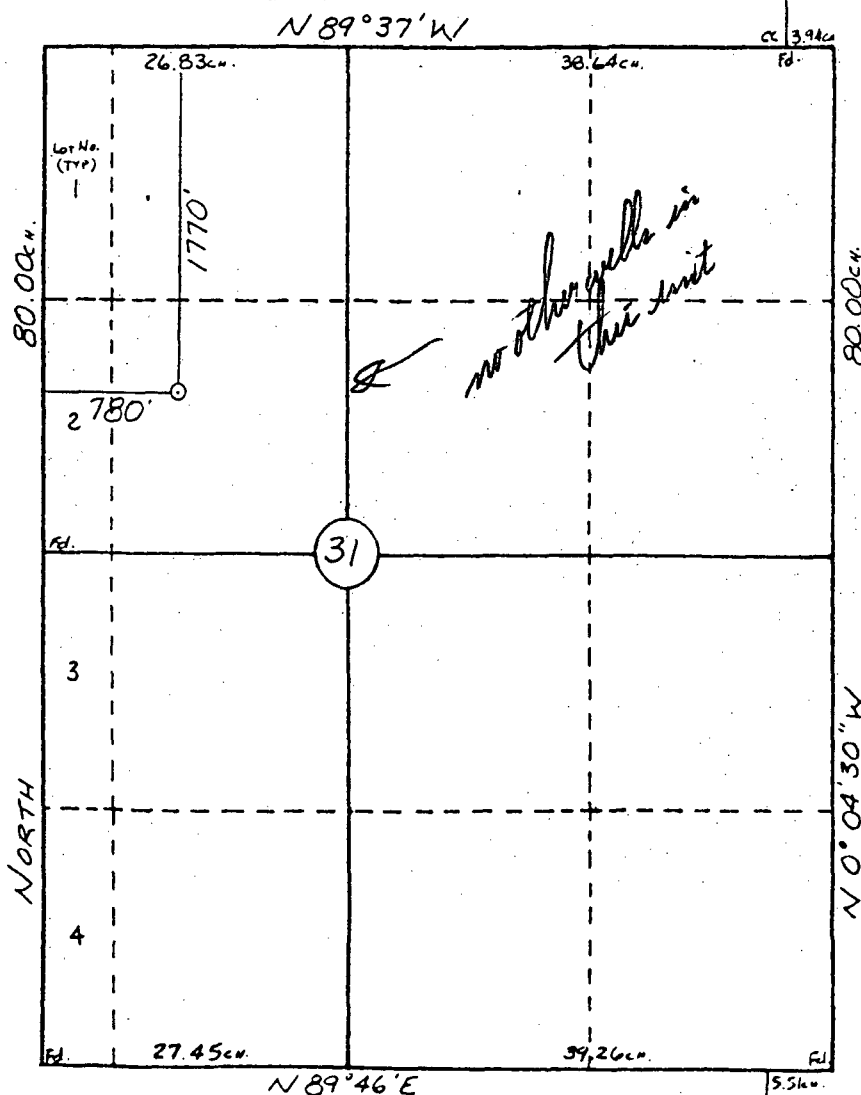 N 89°37' W
CC 3.94CH
26.83CH.
38.64CH.
Fd.
Lot No.
(TYP)
1
1770'
80.00CH.
80.00CH.
no other wells in
this unit
2
780'
Fd.
31
3
NORTH
N 0° 04' 30" W
4
Fd.
27.45CH.
39.26CH.
Fd.
N 89°46' E
5.51CH.